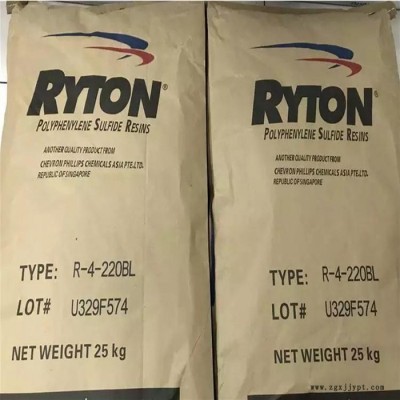 RYTON®
POLYPHENYLENE SULFIDE RESINS
ANOTHER QUALITY PRODUCT FROM
CHEVRON PHILLIPS CHEMICALS ASIA PTE.LTD.
REPUBLIC OF SINGAPORE
TYPE: R-4-220BL
LOT# U329F574
NET WEIGHT 25 kg
RYTON®
POLYPHENYLENE SULFIDE RESINS
ANOTHER QUALITY PRODUCT FROM
CHEVRON PHILLIPS CHEMICALS ASIA PTE.LTD.
REPUBLIC OF SINGAPORE
TYPE: R-4-220BL
LOT# U329F574
NET WEIGHT 25 kg
www.zgzjjypt.com